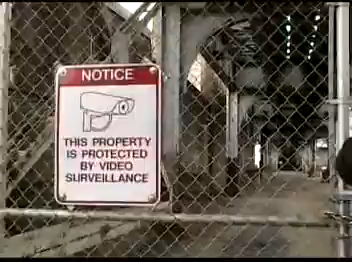 NOTICE
THIS PROPERTY
IS PROTECTED
BY VIDEO
SURVEILLANCE